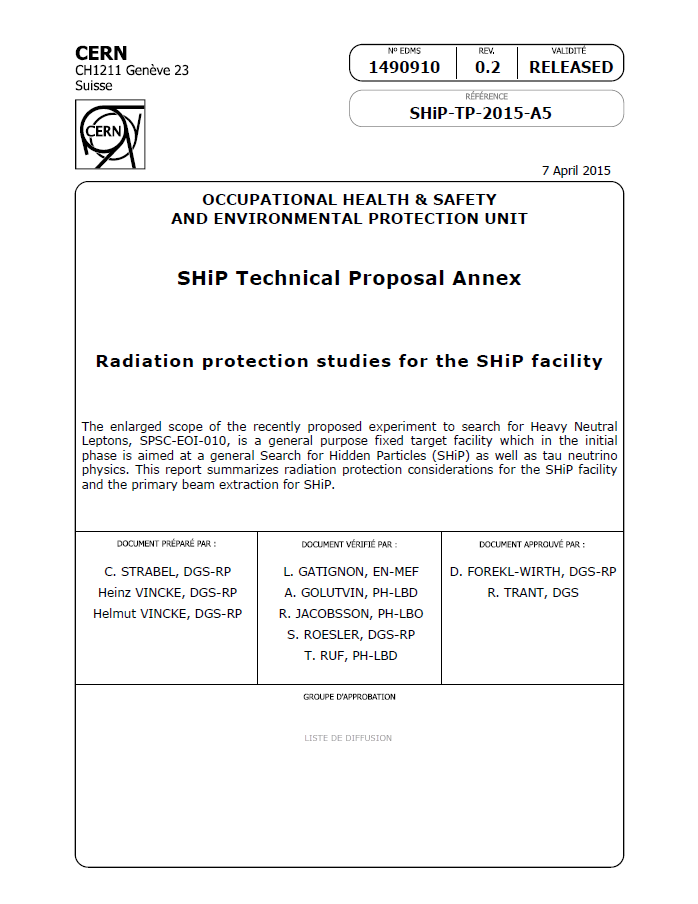 CERN
CH1211 Genève 23
Suisse
CERN
Nº EDMS
REV.
VALIDITÉ
1490910
0.2
RELEASED
RÉFÉRENCE
SHiP-TP-2015-A5
7 April 2015
OCCUPATIONAL HEALTH & SAFETY
AND ENVIRONMENTAL PROTECTION UNIT
SHiP Technical Proposal Annex
Radiation protection studies for the SHiP facility
The enlarged scope of the recently proposed experiment to search for Heavy Neutral
Leptons, SPSC-EOI-010, is a general purpose fixed target facility which in the initial
phase is aimed at a general Search for Hidden Particles (SHiP) as well as tau neutrino
physics. This report summarizes radiation protection considerations for the SHiP facility
and the primary beam extraction for SHiP.
DOCUMENT PRÉPARÉ PAR :
C. STRABEL, DGS-RP
Heinz VINCKE, DGS-RP
Helmut VINCKE, DGS-RP
DOCUMENT VÉRIFIÉ PAR :
L. GATIGNON, EN-MEF
A. GOLUTVIN, PH-LBD
R. JACOBSSON, PH-LBO
S. ROESLER, DGS-RP
T. RUF, PH-LBD
DOCUMENT APPROUVÉ PAR :
D. FOREKL-WIRTH, DGS-RP
R. TRANT, DGS
GROUPE D'APPROBATION
LISTE DE DIFFUSION